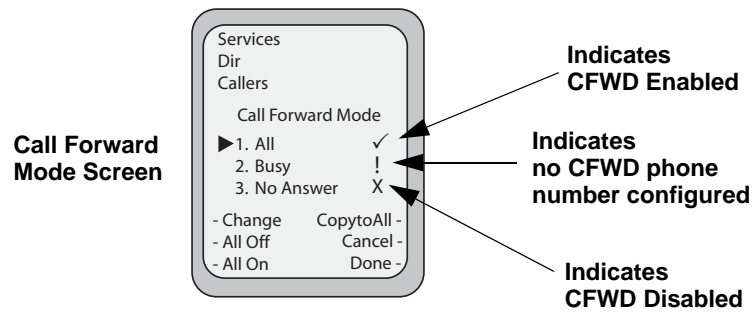 Services
Dir
Callers
Call Forward Mode
1. All ✓
2. Busy !
3. No Answer X
- Change CopytoAll -
- All Off Cancel -
- All On Done -
Call Forward
Mode Screen
Indicates
CFWD Enabled
Indicates
no CFWD phone
number configured
Indicates
CFWD Disabled